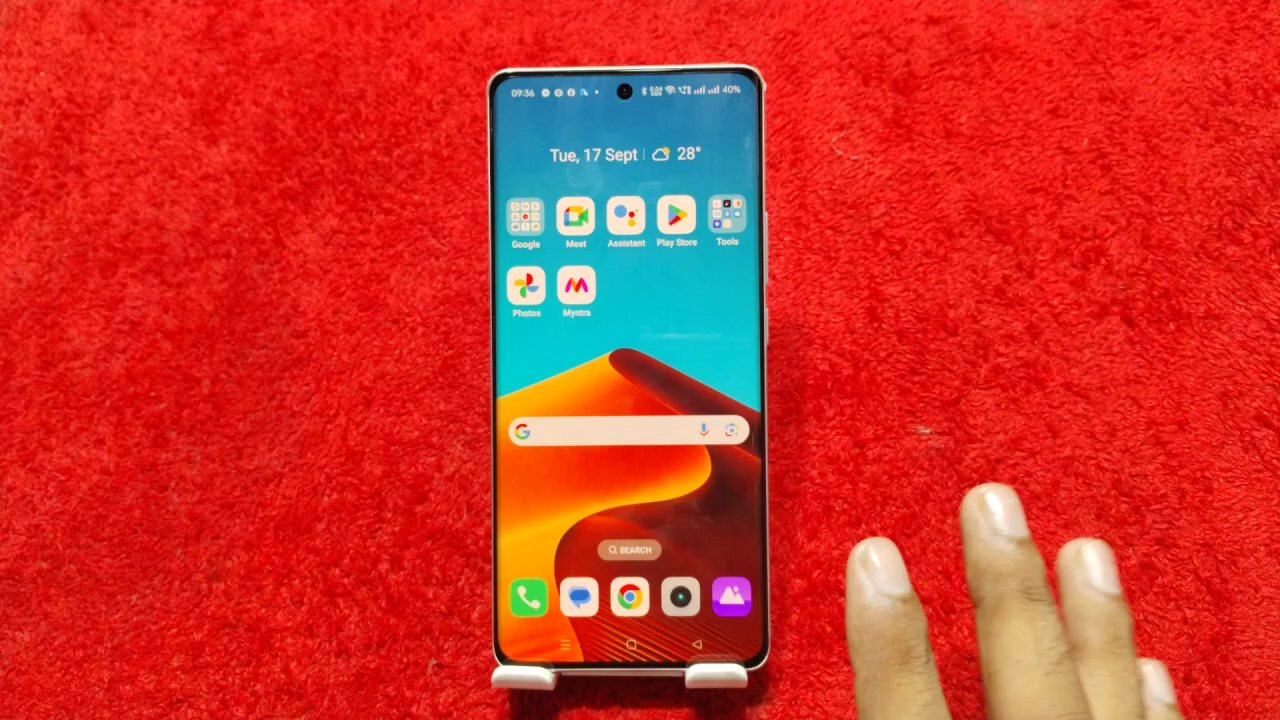 09:36
40%
Tue, 17 Sept | 28°
Google Meet Assistant Play Store Tools
Photos Myntra
SEARCH